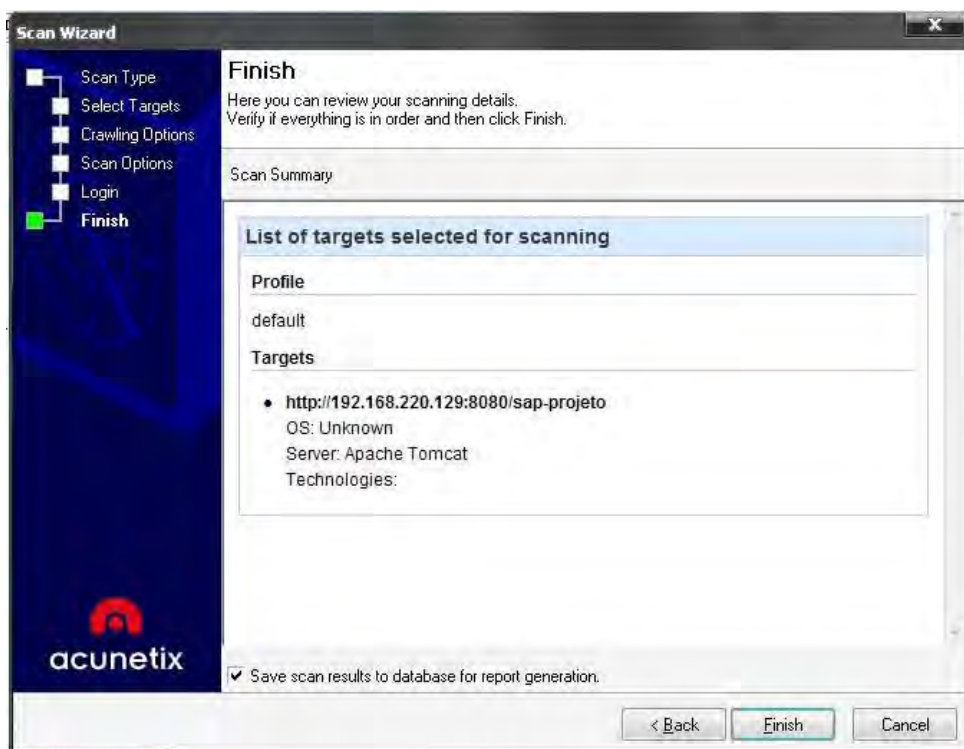 Scan Wizard
X
Scan Type
Select Targets
Crawling Options
Scan Options
Login
Finish
acunetix
Finish
Here you can review your scanning details.
Verify if everything is in order and then click Finish.
Scan Summary
List of targets selected for scanning
Profile
default
Targets
• http://192.168.220.129:8080/sap-projeto
OS: Unknown
Server: Apache Tomcat
Technologies:
Save scan results to database for report generation.
< Back
Finish
Cancel